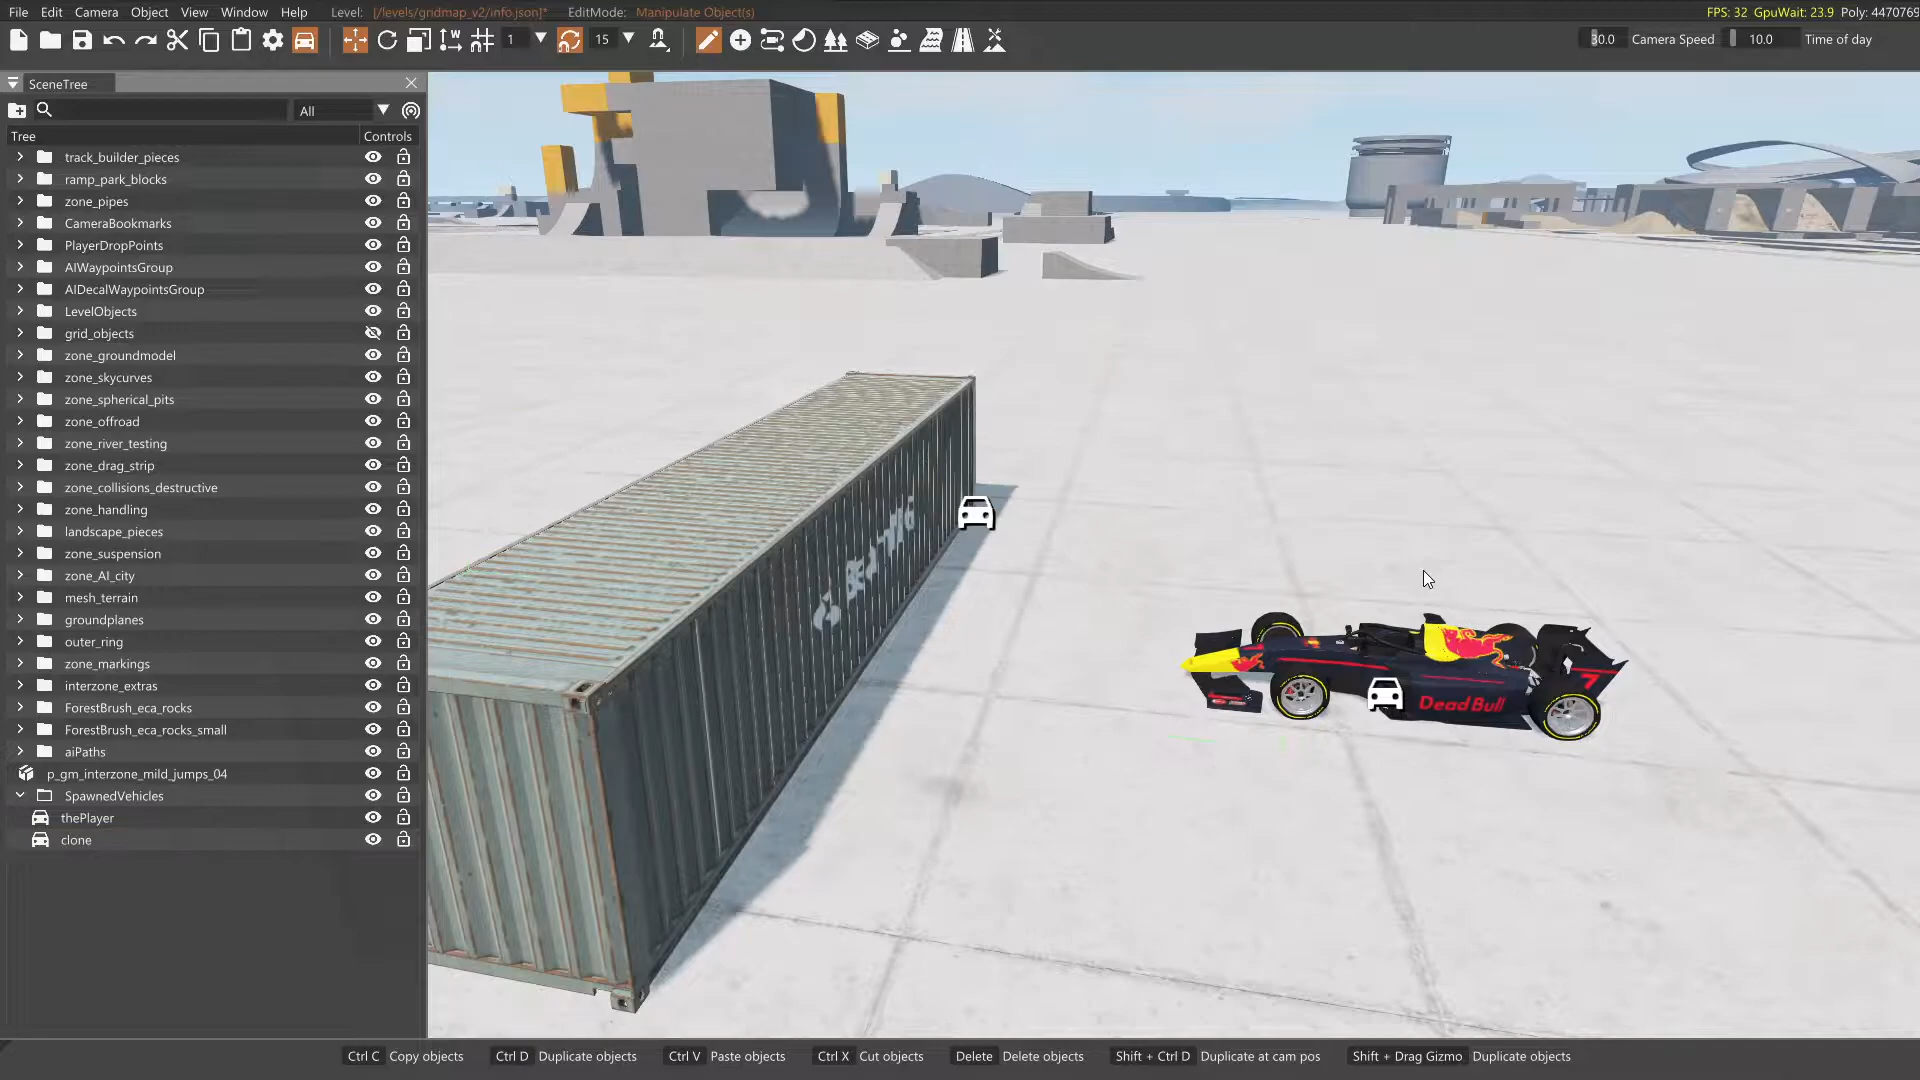 File Edit Camera Object View Window Help Level: [/levels/gridmap_v2/info.json]* EditMode: Manipulate Object(s) FPS: 32 GpuWait: 23.9 Poly: 4470769
1 15 30.0 Camera Speed 10.0 Time of day
SceneTree
All
Tree Controls
track_builder_pieces
ramp_park_blocks
zone_pipes
CameraBookmarks
PlayerDropPoints
AIWaypointsGroup
AIDecalWaypointsGroup
LevelObjects
grid_objects
zone_groundmodel
zone_skycurves
zone_spherical_pits
zone_offroad
zone_river_testing
zone_drag_strip
zone_collisions_destructive
zone_handling
landscape_pieces
zone_suspension
zone_AI_city
mesh_terrain
groundplanes
outer_ring
zone_markings
interzone_extras
ForestBrush_eca_rocks
ForestBrush_eca_rocks_small
aiPaths
p_gm_interzone_mild_jumps_04
SpawnedVehicles
thePlayer
clone
7
Dead Bull
Ctrl C Copy objects Ctrl D Duplicate objects Ctrl V Paste objects Ctrl X Cut objects Delete Delete objects Shift + Ctrl D Duplicate at cam pos Shift + Drag Gizmo Duplicate objects